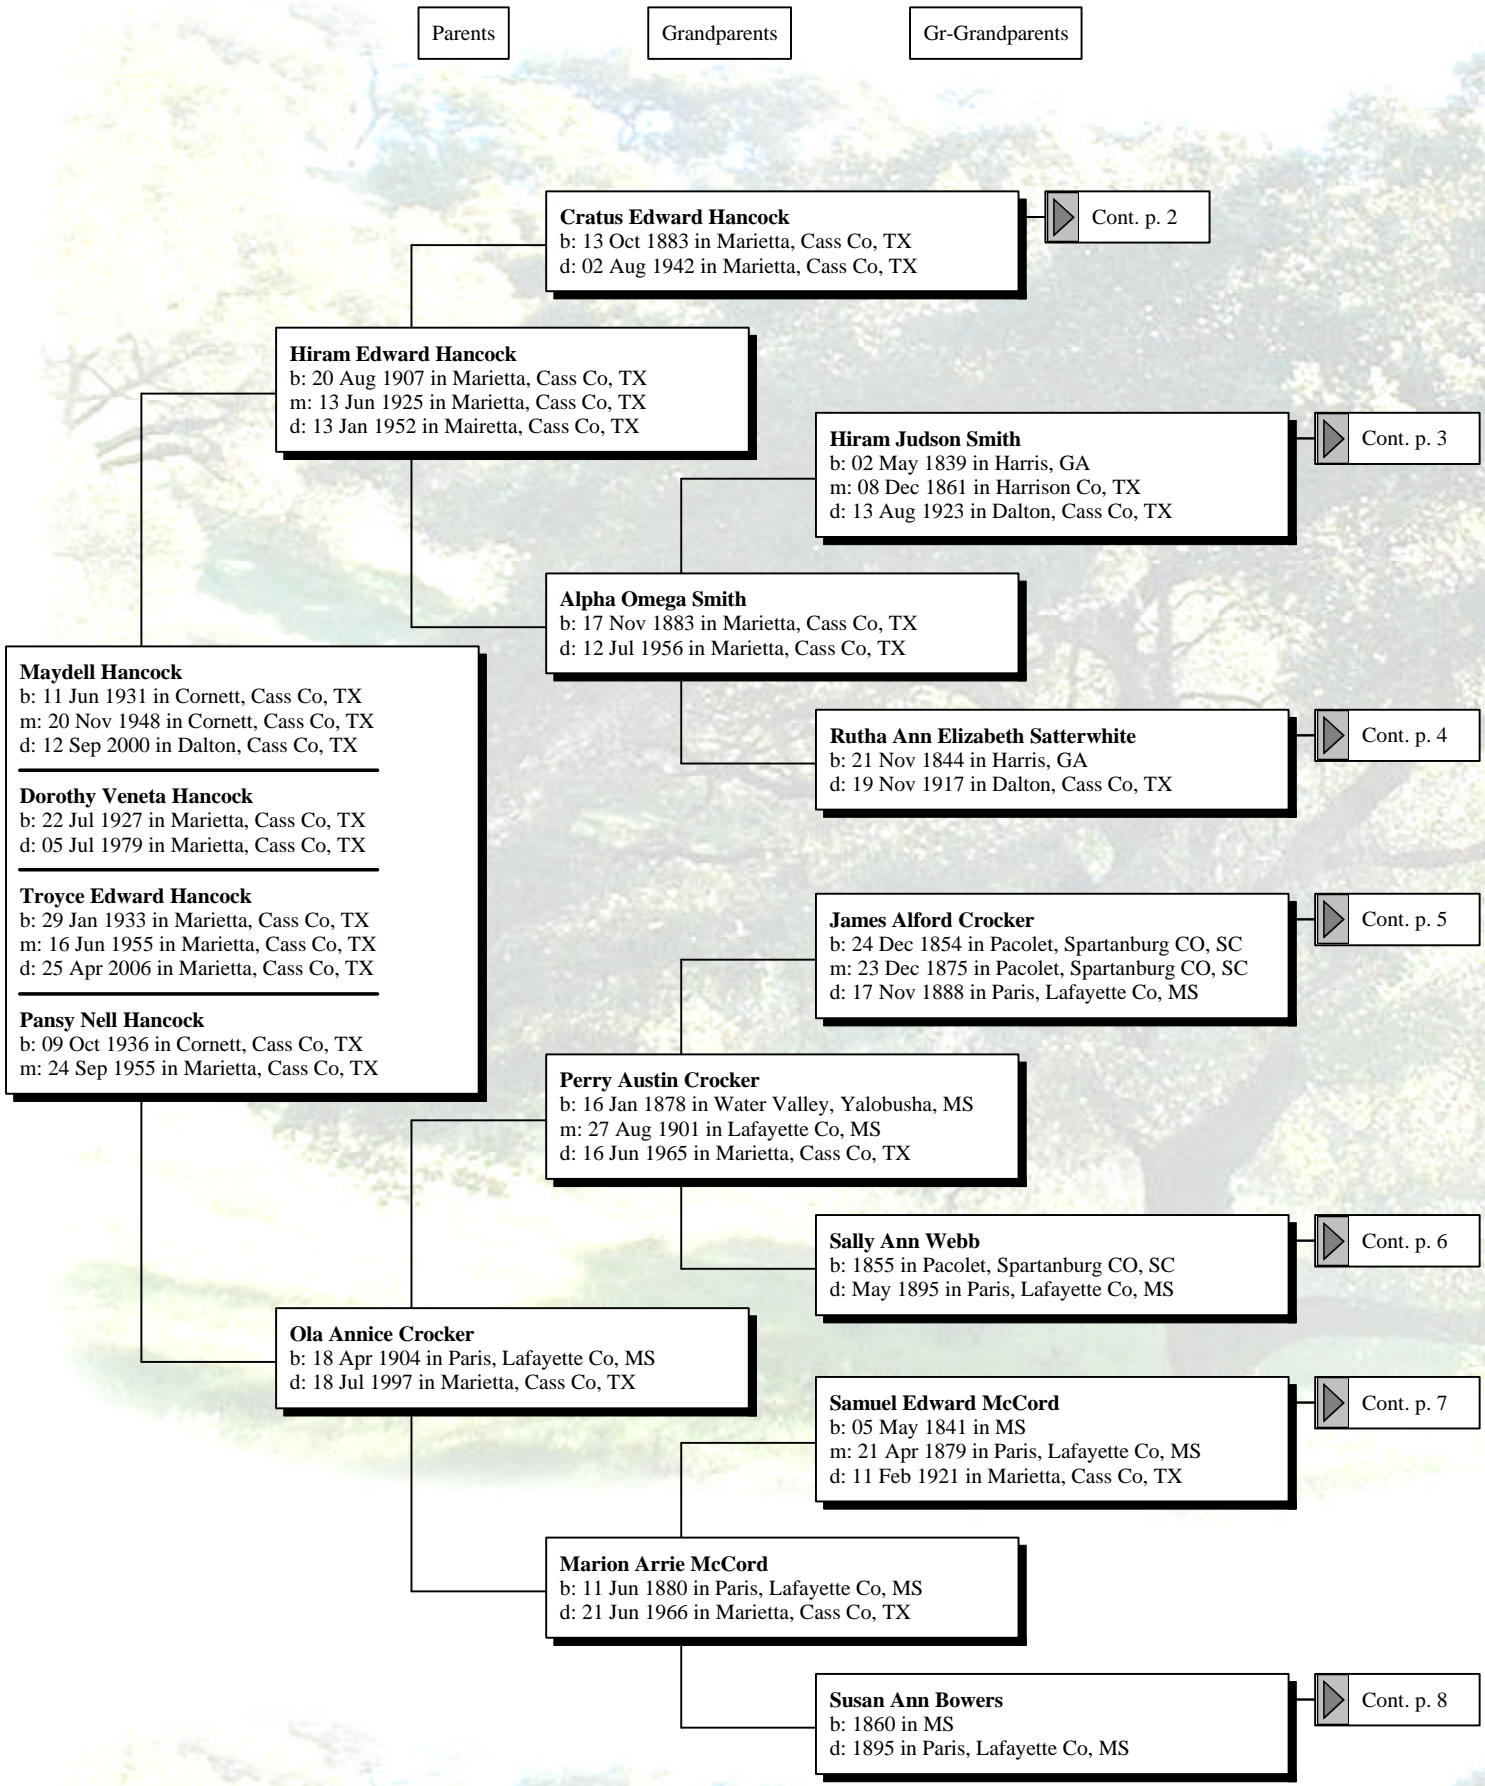 Parents
Grandparents
Gr-Grandparents
Cratus Edward Hancock
b: 13 Oct 1883 in Marietta, Cass Co, TX
d: 02 Aug 1942 in Marietta, Cass Co, TX
Cont. p. 2
Hiram Edward Hancock
b: 20 Aug 1907 in Marietta, Cass Co, TX
m: 13 Jun 1925 in Marietta, Cass Co, TX
d: 13 Jan 1952 in Mairetta, Cass Co, TX
Hiram Judson Smith
b: 02 May 1839 in Harris, GA
m: 08 Dec 1861 in Harrison Co, TX
d: 13 Aug 1923 in Dalton, Cass Co, TX
Cont. p. 3
Alpha Omega Smith
b: 17 Nov 1883 in Marietta, Cass Co, TX
d: 12 Jul 1956 in Marietta, Cass Co, TX
Maydell Hancock
b: 11 Jun 1931 in Cornett, Cass Co, TX
m: 20 Nov 1948 in Cornett, Cass Co, TX
d: 12 Sep 2000 in Dalton, Cass Co, TX
Dorothy Veneta Hancock
b: 22 Jul 1927 in Marietta, Cass Co, TX
d: 05 Jul 1979 in Marietta, Cass Co, TX
Troyce Edward Hancock
b: 29 Jan 1933 in Marietta, Cass Co, TX
m: 16 Jun 1955 in Marietta, Cass Co, TX
d: 25 Apr 2006 in Marietta, Cass Co, TX
Pansy Nell Hancock
b: 09 Oct 1936 in Cornett, Cass Co, TX
m: 24 Sep 1955 in Marietta, Cass Co, TX
Rutha Ann Elizabeth Satterwhite
b: 21 Nov 1844 in Harris, GA
d: 19 Nov 1917 in Dalton, Cass Co, TX
Cont. p. 4
James Alford Crocker
b: 24 Dec 1854 in Pacolet, Spartanburg CO, SC
m: 23 Dec 1875 in Pacolet, Spartanburg CO, SC
d: 17 Nov 1888 in Paris, Lafayette Co, MS
Cont. p. 5
Perry Austin Crocker
b: 16 Jan 1878 in Water Valley, Yalobusha, MS
m: 27 Aug 1901 in Lafayette Co, MS
d: 16 Jun 1965 in Marietta, Cass Co, TX
Sally Ann Webb
b: 1855 in Pacolet, Spartanburg CO, SC
d: May 1895 in Paris, Lafayette Co, MS
Cont. p. 6
Ola Annice Crocker
b: 18 Apr 1904 in Paris, Lafayette Co, MS
d: 18 Jul 1997 in Marietta, Cass Co, TX
Samuel Edward McCord
b: 05 May 1841 in MS
m: 21 Apr 1879 in Paris, Lafayette Co, MS
d: 11 Feb 1921 in Marietta, Cass Co, TX
Cont. p. 7
Marion Arrie McCord
b: 11 Jun 1880 in Paris, Lafayette Co, MS
d: 21 Jun 1966 in Marietta, Cass Co, TX
Susan Ann Bowers
b: 1860 in MS
d: 1895 in Paris, Lafayette Co, MS
Cont. p. 8